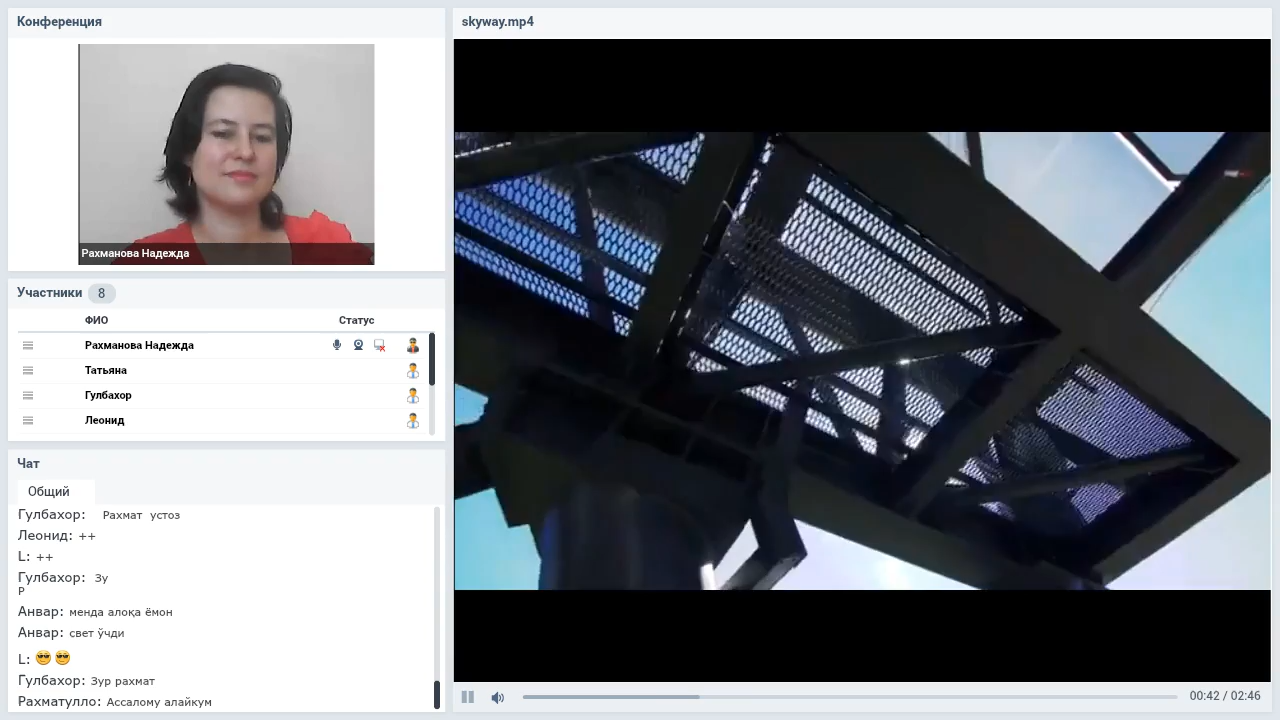 Конференция
Рахманова Надежда
Участники 8
ФИО Статус
Рахманова Надежда
Татьяна
Гулбахор
Леонид
Чат
Общий
Гулбахор: Рахмат устоз
Леонид: ++
L: ++
Гулбахор: Зу
Р
Анвар: менда алоқа ёмон
Анвар: свет ўчди
L:
Гулбахор: Зур рахмат
Рахматулло: Ассалому алайкум
skyway.mp4
00:42 / 02:46